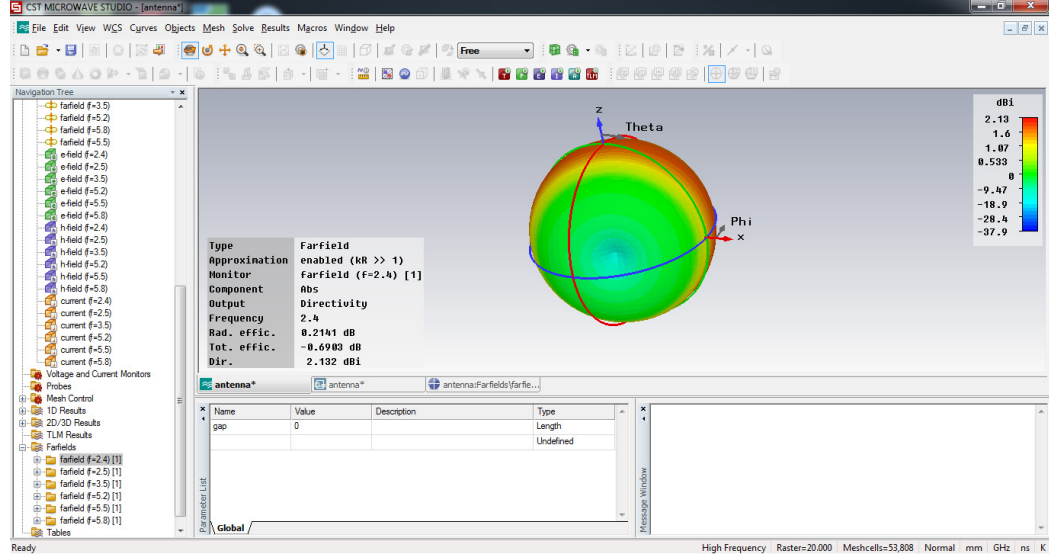 CST MICROWAVE STUDIO - [antenna*]
File Edit View WCS Curves Objects Mesh Solve Results Macros Window Help
Free
Navigation Tree
farfield (f=3.5)
farfield (f=5.2)
farfield (f=5.8)
farfield (f=5.5)
e-field (f=2.4)
e-field (f=2.5)
e-field (f=3.5)
e-field (f=5.2)
e-field (f=5.5)
e-field (f=5.8)
h-field (f=2.4)
h-field (f=2.5)
h-field (f=3.5)
h-field (f=5.2)
h-field (f=5.5)
h-field (f=5.8)
current (f=2.4)
current (f=2.5)
current (f=3.5)
current (f=5.2)
current (f=5.5)
current (f=5.8)
Voltage and Current Monitors
Probes
Mesh Control
1D Results
2D/3D Results
TLM Results
Farfields
farfield (f=2.4) [1]
farfield (f=2.5) [1]
farfield (f=3.5) [1]
farfield (f=5.2) [1]
farfield (f=5.5) [1]
farfield (f=5.8) [1]
Tables
z
Theta
Phi
x
dBi
2.13
1.6
1.07
0.533
0
-9.47
-18.9
-28.4
-37.9
Type Farfield
Approximation enabled (kR >> 1)
Monitor farfield (f=2.4) [1]
Component Abs
Output Directivity
Frequency 2.4
Rad. effic. 0.2141 dB
Tot. effic. -0.6903 dB
Dir. 2.132 dBi
antenna* antenna* antenna:Farfields\farfie...
Name Value Description Type
gap 0 Length
Undefined
Parameter List
Global
Message Window
Ready High Frequency Raster=20.000 Meshcells=53,808 Normal mm GHz ns K